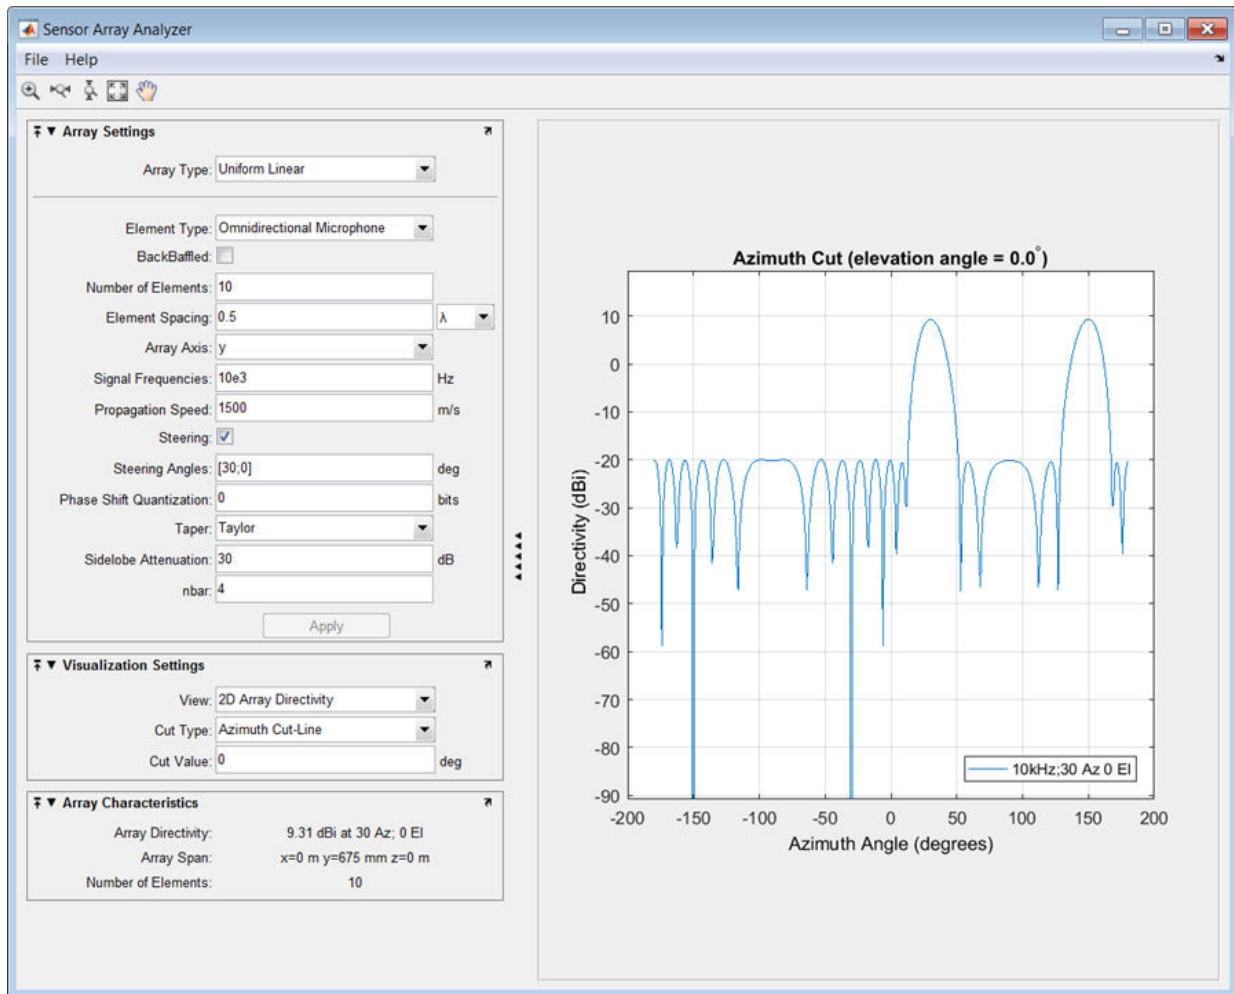 Sensor Array Analyzer
File Help
Array Settings
Array Type: Uniform Linear
Element Type: Omnidirectional Microphone
BackBaffled:
Number of Elements: 10
Element Spacing: 0.5 λ
Array Axis: y
Signal Frequencies: 10e3 Hz
Propagation Speed: 1500 m/s
Steering:
Steering Angles: [30;0] deg
Phase Shift Quantization: 0 bits
Taper: Taylor
Sidelobe Attenuation: 30 dB
nbar: 4
Apply
Visualization Settings
View: 2D Array Directivity
Cut Type: Azimuth Cut-Line
Cut Value: 0 deg
Array Characteristics
Array Directivity: 9.31 dBi at 30 Az; 0 El
Array Span: x=0 m y=675 mm z=0 m
Number of Elements: 10
Azimuth Cut (elevation angle = 0.0°)
Directivity (dBi)
10
0
-10
-20
-30
-40
-50
-60
-70
-80
-90
10kHz;30 Az 0 El
-200 -150 -100 -50 0 50 100 150 200
Azimuth Angle (degrees)